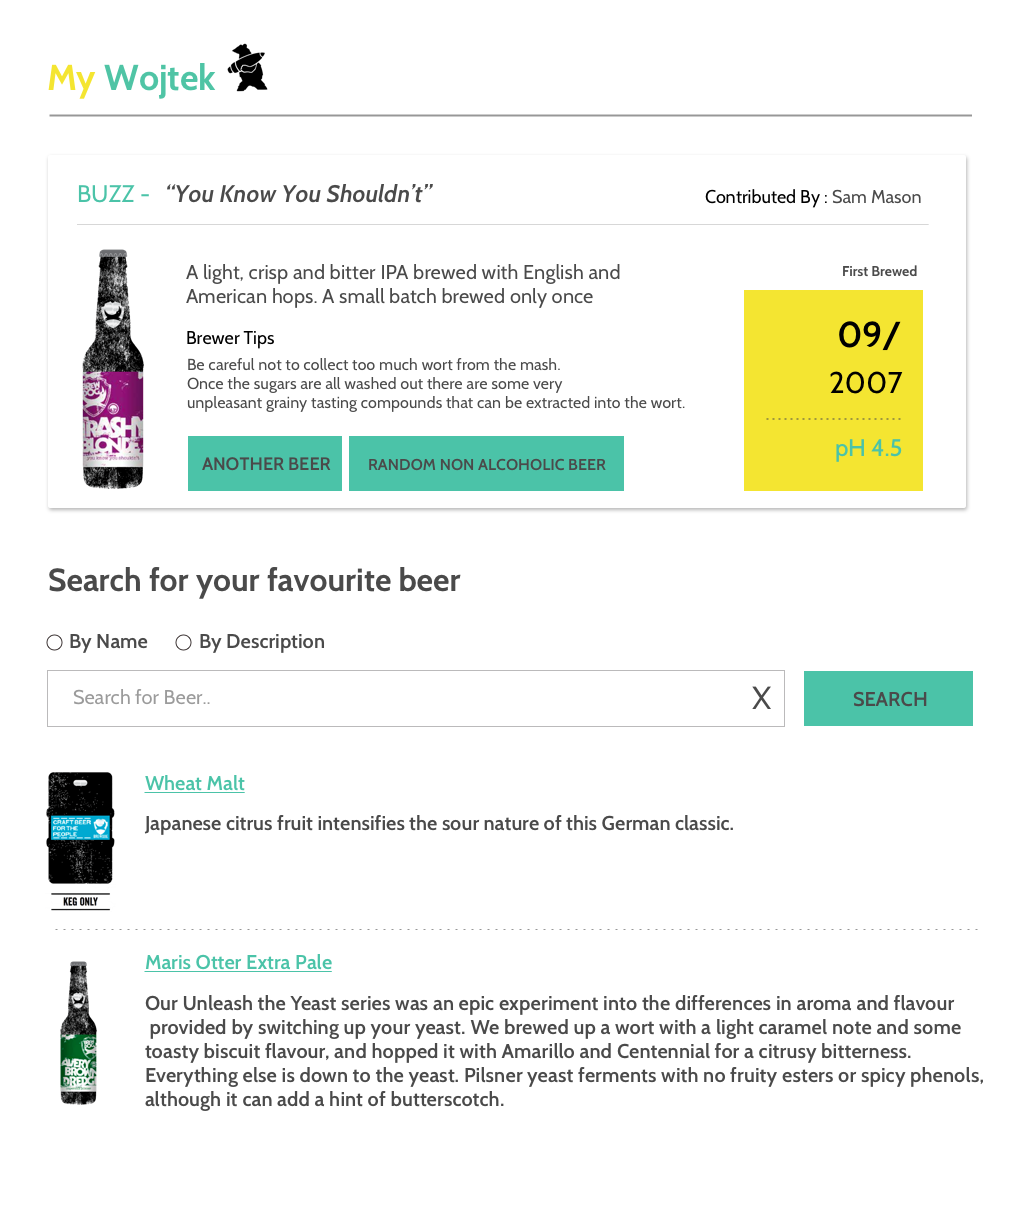 My Wojtek
BUZZ - “You Know You Shouldn’t”
Contributed By : Sam Mason
A light, crisp and bitter IPA brewed with English and
American hops. A small batch brewed only once
First Brewed
09/
2007
pH 4.5
Brewer Tips
Be careful not to collect too much wort from the mash.
Once the sugars are all washed out there are some very
unpleasant grainy tasting compounds that can be extracted into the wort.
TRASHY
BLONDE
ANOTHER BEER
RANDOM NON ALCOHOLIC BEER
Search for your favourite beer
By Name
By Description
Search for Beer..
X
SEARCH
CRAFT BEER
FOR THE
PEOPLE
KEG ONLY
Wheat Malt
Japanese citrus fruit intensifies the sour nature of this German classic.
AVERY
BROWN
DREDGE
Maris Otter Extra Pale
Our Unleash the Yeast series was an epic experiment into the differences in aroma and flavour
provided by switching up your yeast. We brewed up a wort with a light caramel note and some
toasty biscuit flavour, and hopped it with Amarillo and Centennial for a citrusy bitterness.
Everything else is down to the yeast. Pilsner yeast ferments with no fruity esters or spicy phenols,
although it can add a hint of butterscotch.